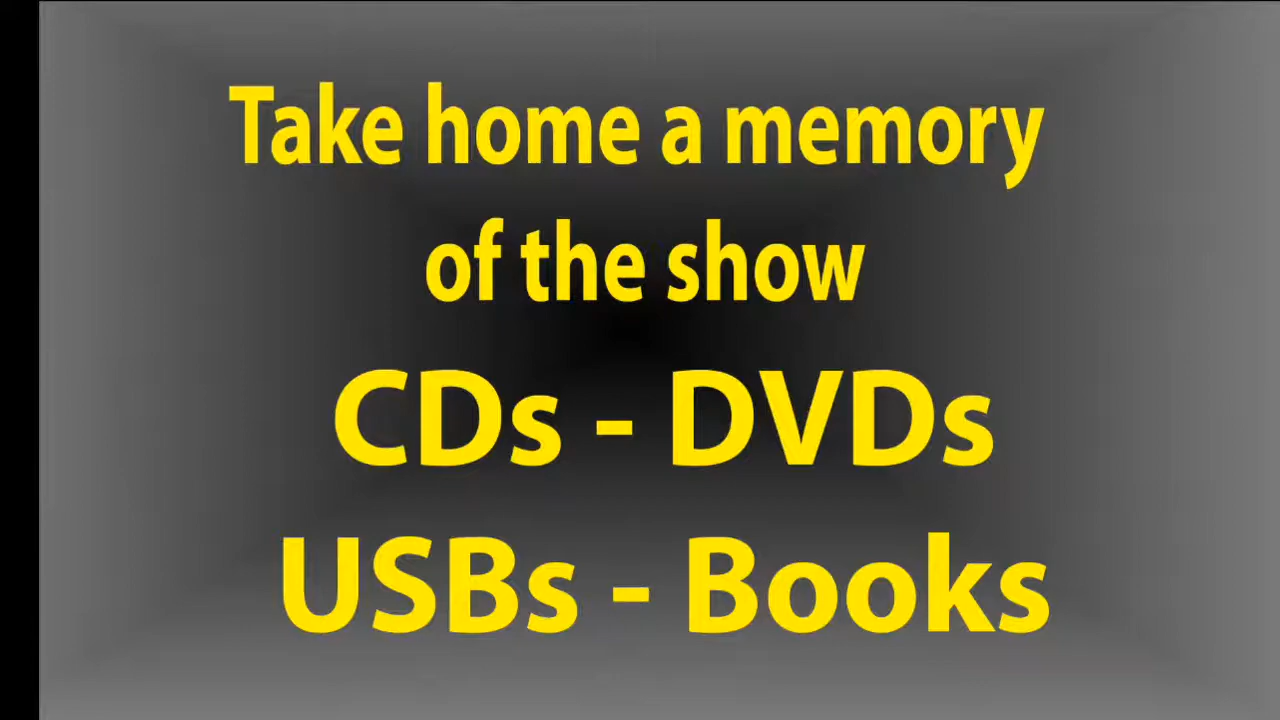 Take home a memory
of the show
CDs - DVDs
USBs - Books